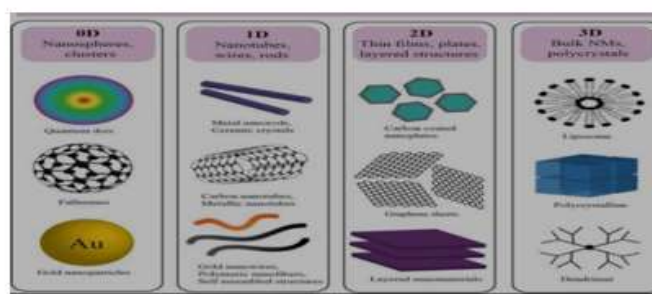 0D
Nanospheres,
clusters
Quantum dots
Fullerenes
Au
Gold nanoparticles
1D
Nanotubes,
wires, rods
Metal nanorods,
Ceramic crystals
Carbon nanotubes,
Metallic nanotubes
Gold nanowires,
Polymeric nanofibers,
Self assembled structures
2D
Thin films, plates,
layered structures
Carbon coated
nanoplates
Graphene sheets
Layered nanomaterials
3D
Bulk NMs,
polycrystals
Liposome
Polycrystalline
Dendrimer